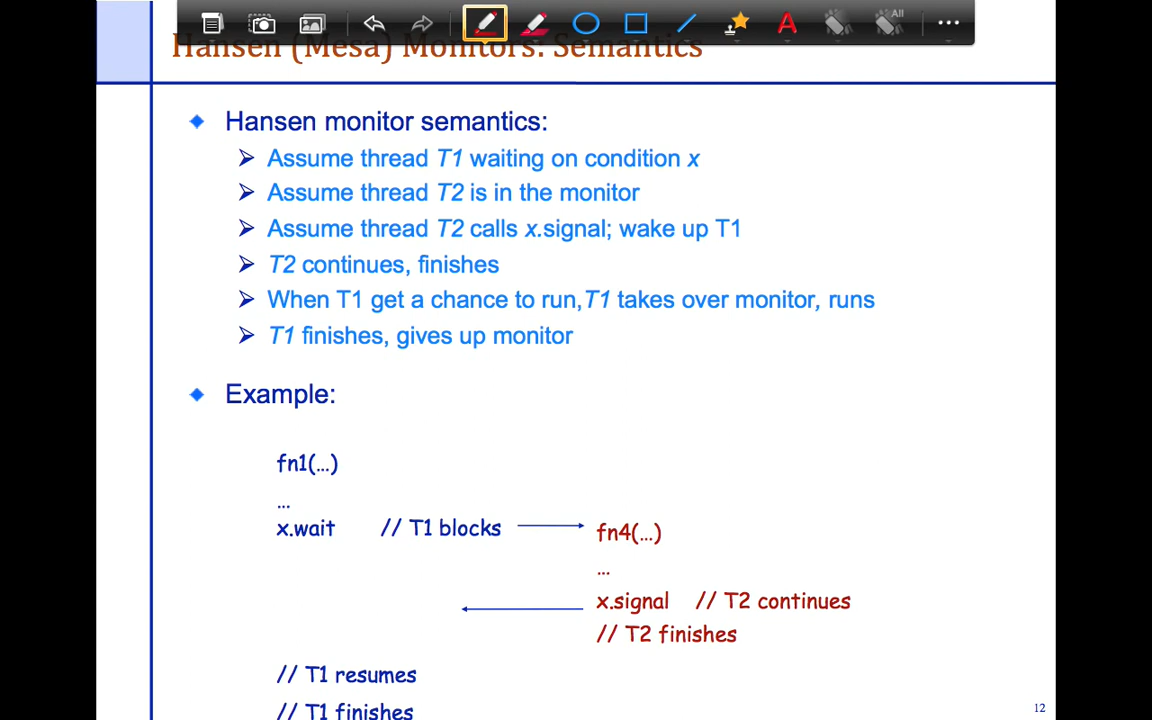 All
A
Hansen (Mesa) Monitors: Semantics
Hansen monitor semantics:
Assume thread T1 waiting on condition x
Assume thread T2 is in the monitor
Assume thread T2 calls x.signal; wake up T1
T2 continues, finishes
When T1 get a chance to run,T1 takes over monitor, runs
T1 finishes, gives up monitor
Example:
fn1(...)
...
x.wait // T1 blocks
fn4(...)
...
x.signal // T2 continues
// T2 finishes
// T1 resumes
// T1 finishes
12